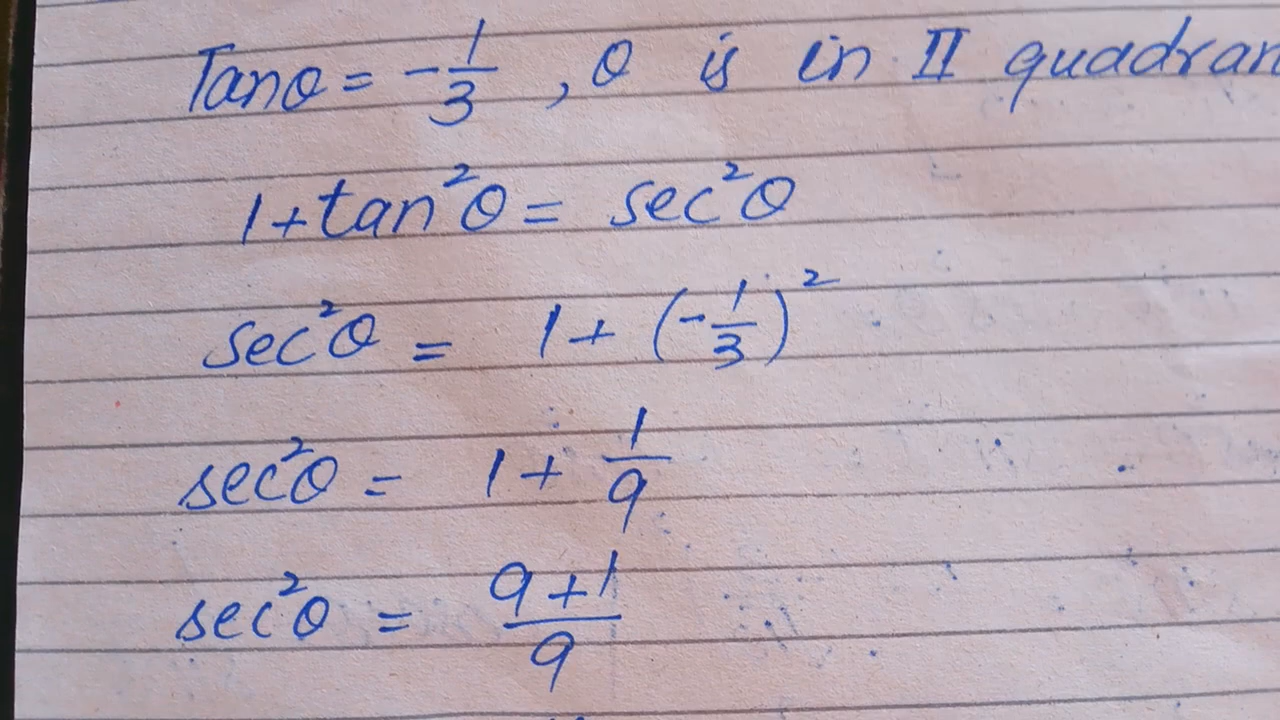 Tanθ = -1/3 , θ is in II quadran
1 + tan²θ = sec²θ
sec²θ = 1 + (-1/3)²
sec²θ = 1 + 1/9
sec²θ = 9+1/9